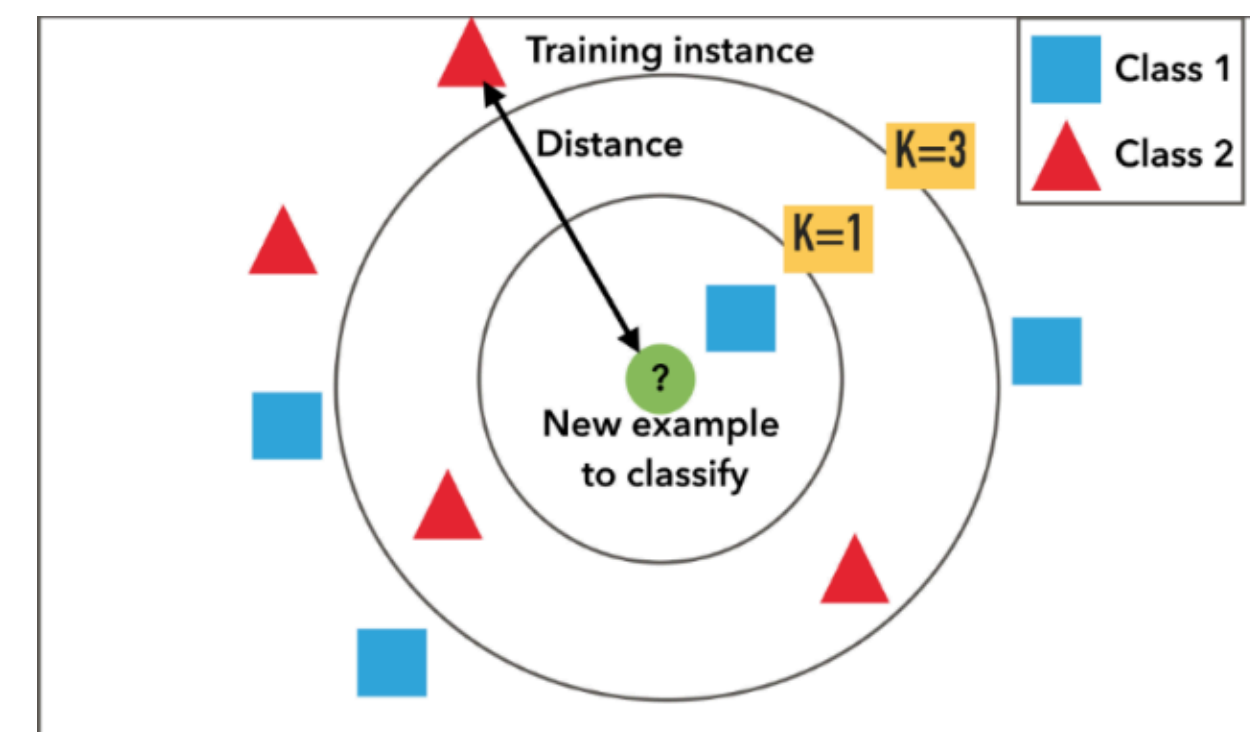 Training instance
Class 1
Distance
K=3
Class 2
K=1
?
New example
to classify